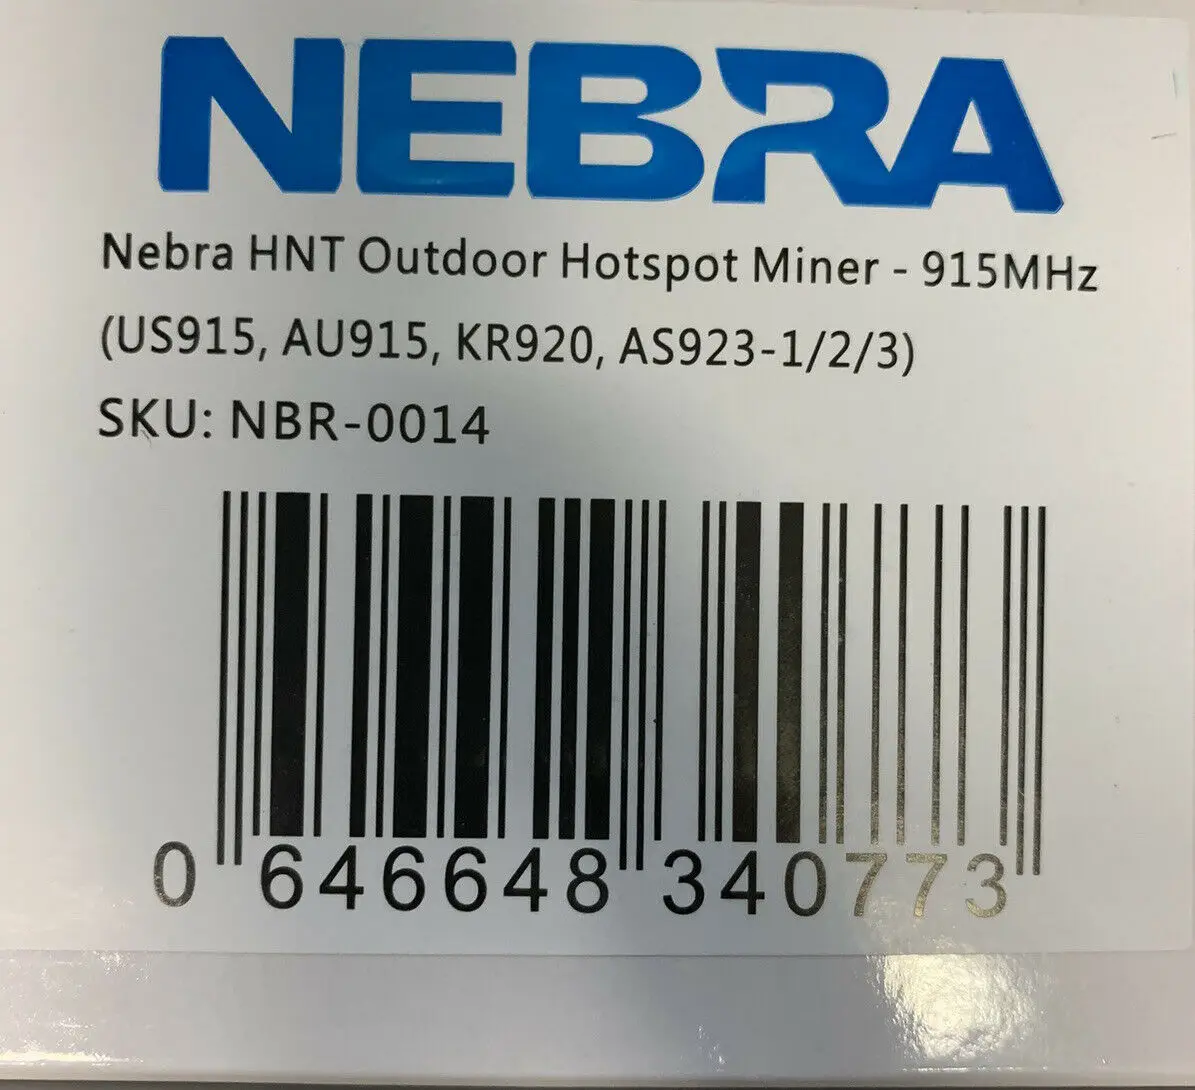 NEBRA
Nebra HNT Outdoor Hotspot Miner - 915MHz
(US915, AU915, KR920, AS923-1/2/3)
SKU: NBR-0014
0 646648 340773